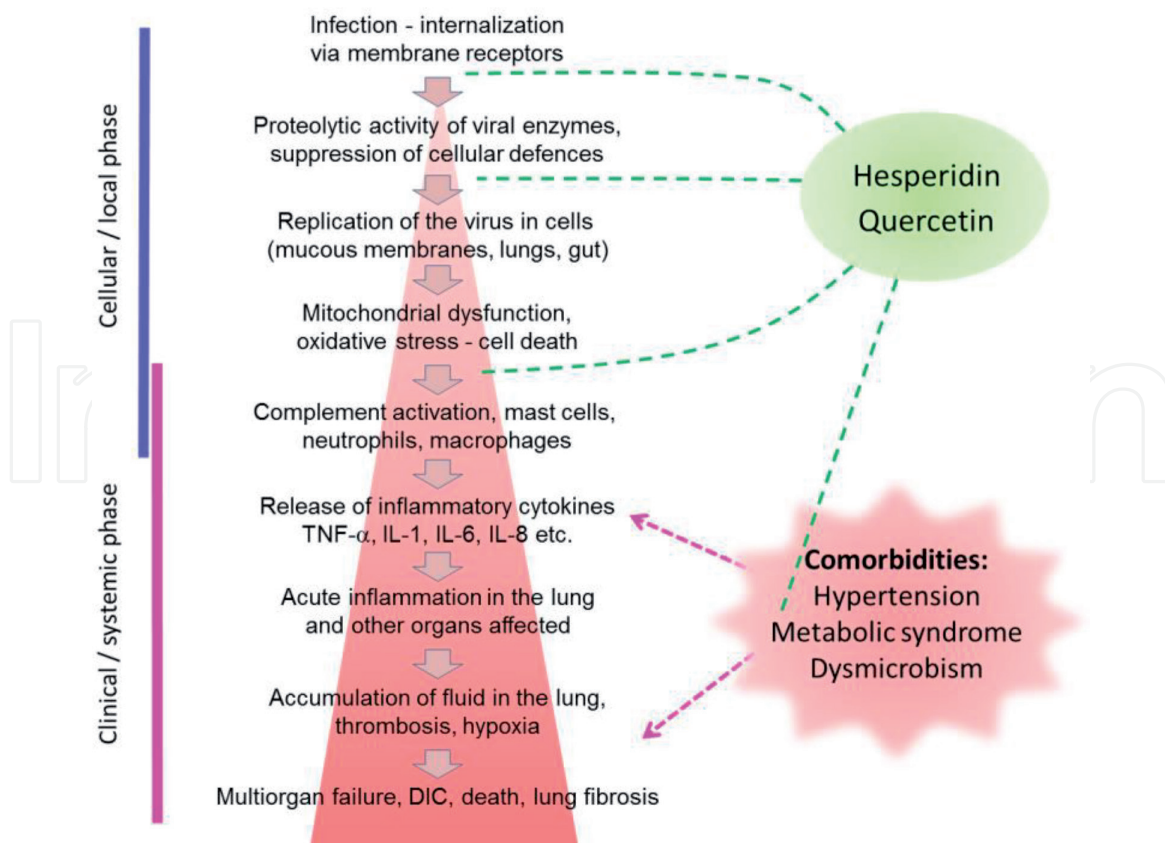 Infection - internalization
via membrane receptors
Proteolytic activity of viral enzymes,
suppression of cellular defences
Replication of the virus in cells
(mucous membranes, lungs, gut)
Mitochondrial dysfunction,
oxidative stress - cell death
Complement activation, mast cells,
neutrophils, macrophages
Release of inflammatory cytokines
TNF-α, IL-1, IL-6, IL-8 etc.
Acute inflammation in the lung
and other organs affected
Accumulation of fluid in the lung,
thrombosis, hypoxia
Multiorgan failure, DIC, death, lung fibrosis
Cellular / local phase
Clinical / systemic phase
Hesperidin
Quercetin
Comorbidities:
Hypertension
Metabolic syndrome
Dysmicrobism